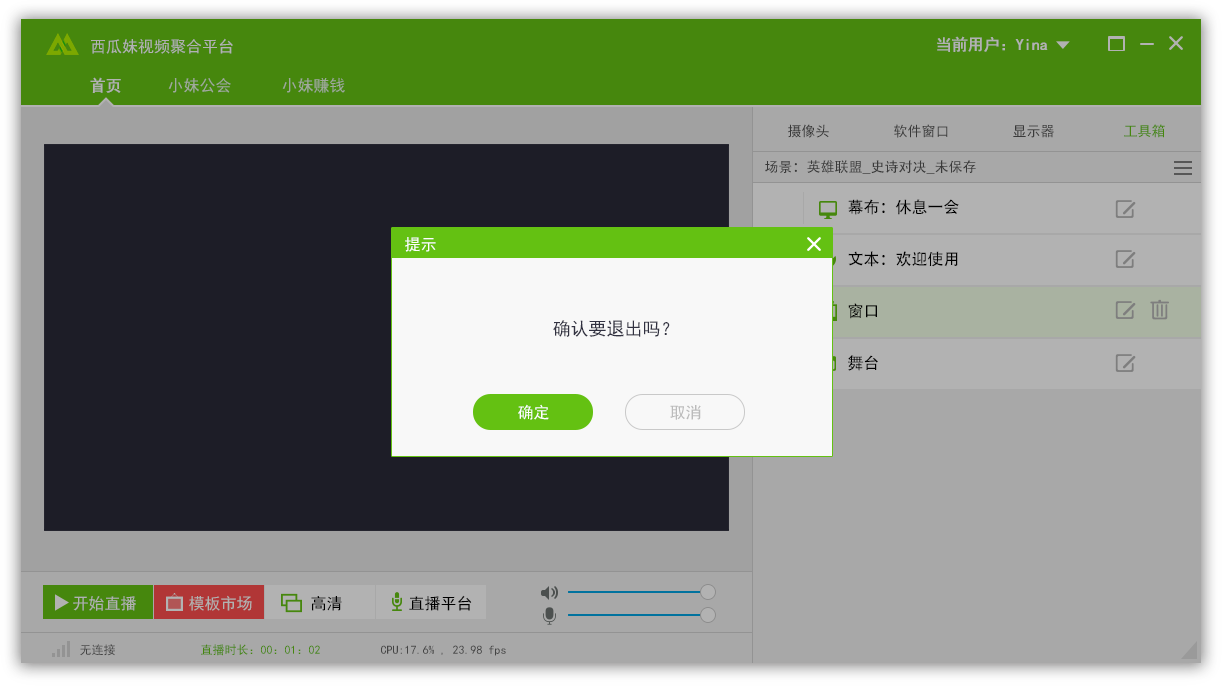 西瓜妹视频聚合平台
当前用户：Yina
首页
小妹公会
小妹赚钱
摄像头
软件窗口
显示器
工具箱
场景：英雄联盟_史诗对决_未保存
幕布：休息一会
文本：欢迎使用
窗口
舞台
提示
确认要退出吗？
确定
取消
开始直播
模板市场
高清
直播平台
无连接
直播时长：00：01：02
CPU:17.6% , 23.98 fps